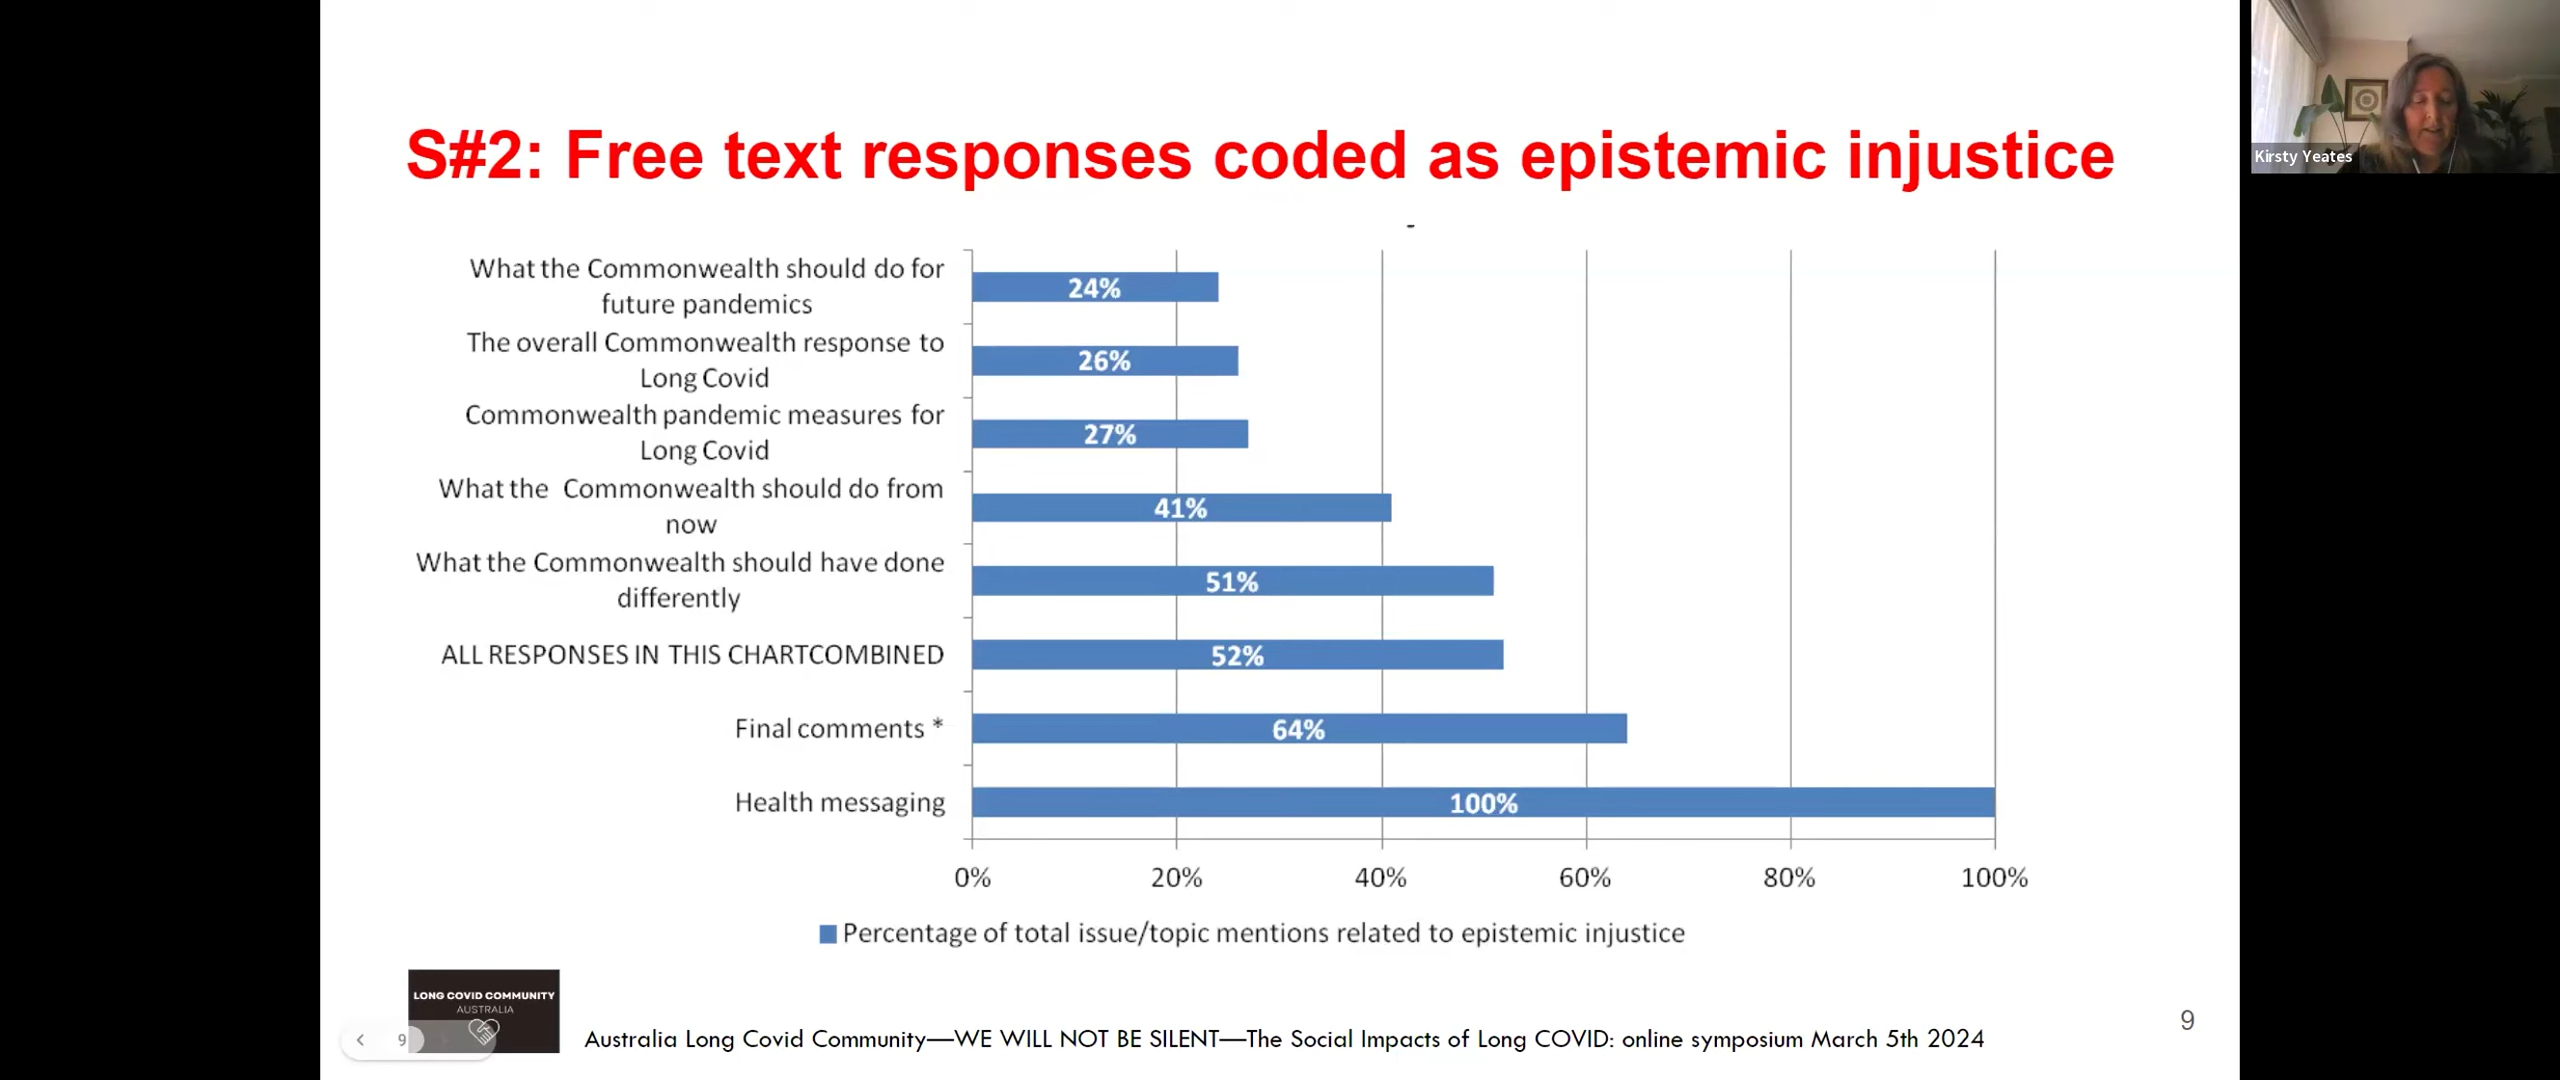 S#2: Free text responses coded as epistemic injustice
Kirsty Yeates
-
What the Commonwealth should do for
future pandemics
24%
The overall Commonwealth response to
Long Covid
26%
Commonwealth pandemic measures for
Long Covid
27%
What the  Commonwealth should do from
now
41%
What the Commonwealth should have done
differently
51%
ALL RESPONSES IN THIS CHARTCOMBINED
52%
Final comments *
64%
Health messaging
100%
0% 20% 40% 60% 80% 100%
Percentage of total issue/topic mentions related to epistemic injustice
LONG COVID COMMUNITY
AUSTRALIA
9
Australia Long Covid Community—WE WILL NOT BE SILENT—The Social Impacts of Long COVID: online symposium March 5th 2024
9